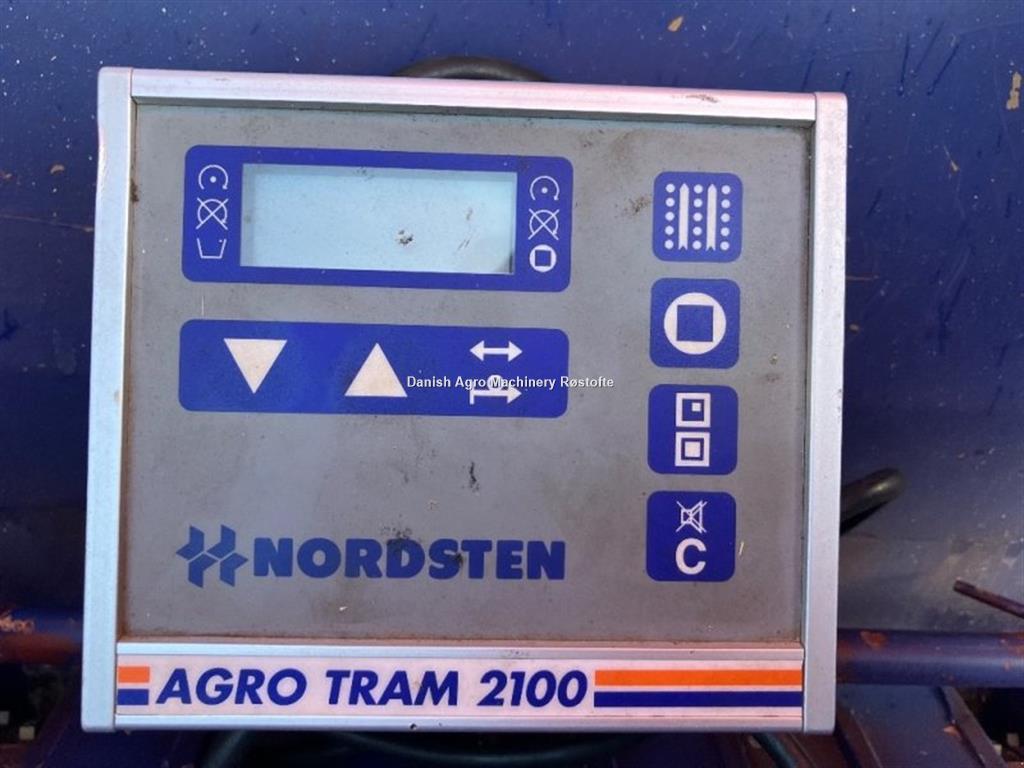 Danish Agro Machinery Røstofte
C
NORDSTEN
AGRO TRAM 2100